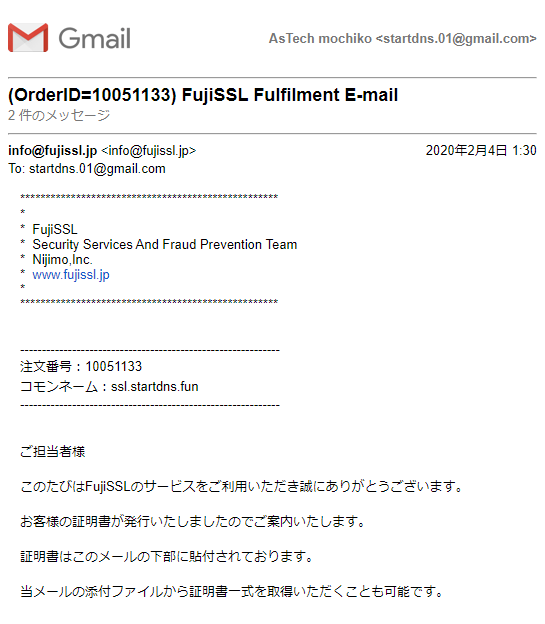 Gmail
AsTech mochiko <startdns.01@gmail.com>
(OrderID=10051133) FujiSSL Fulfilment E-mail
2 件のメッセージ
info@fujissl.jp <info@fujissl.jp>
2020年2月4日 1:30
To: startdns.01@gmail.com
**************************************************
*
* FujiSSL
* Security Services And Fraud Prevention Team
* Nijimo,Inc.
* www.fujissl.jp
*
**************************************************
------------------------------------------------------------
注文番号：10051133
コモンネーム：ssl.startdns.fun
------------------------------------------------------------
ご担当者様
このたびはFujiSSLのサービスをご利用いただき誠にありがとうございます。
お客様の証明書が発行いたしましたのでご案内いたします。
証明書はこのメールの下部に貼付されております。
当メールの添付ファイルから証明書一式を取得いただくことも可能です。